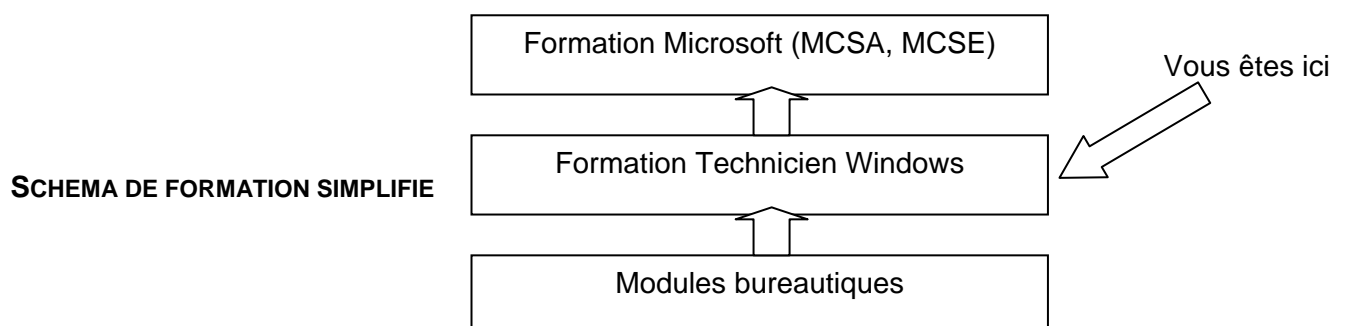 Formation Microsoft (MCSA, MCSE)
Vous êtes ici
Formation Technicien Windows
SCHEMA DE FORMATION SIMPLIFIE
Modules bureautiques